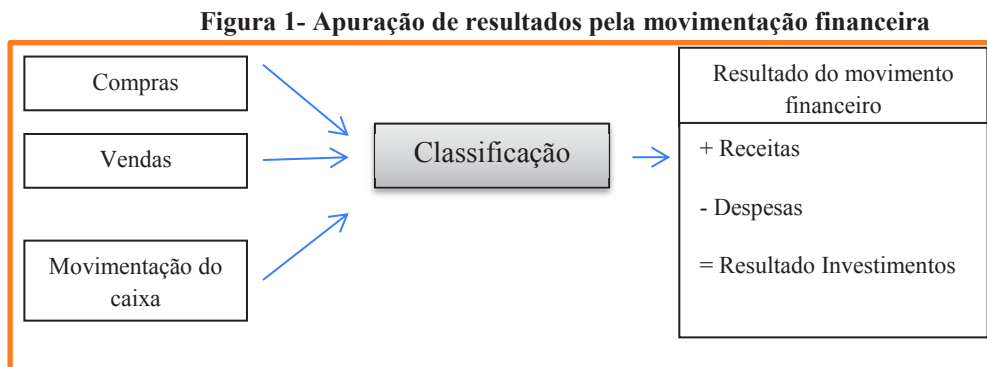 Figura 1- Apuração de resultados pela movimentação financeira
Compras
Vendas
Movimentação do
caixa
Classificação
Resultado do movimento
financeiro
+ Receitas
- Despesas
= Resultado Investimentos